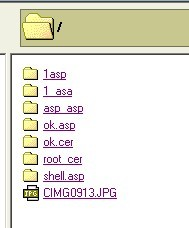 /
1asp
1_asa
asp_asp
ok.asp
ok.cer
root_cer
shell.asp
CIMG0913.JPG